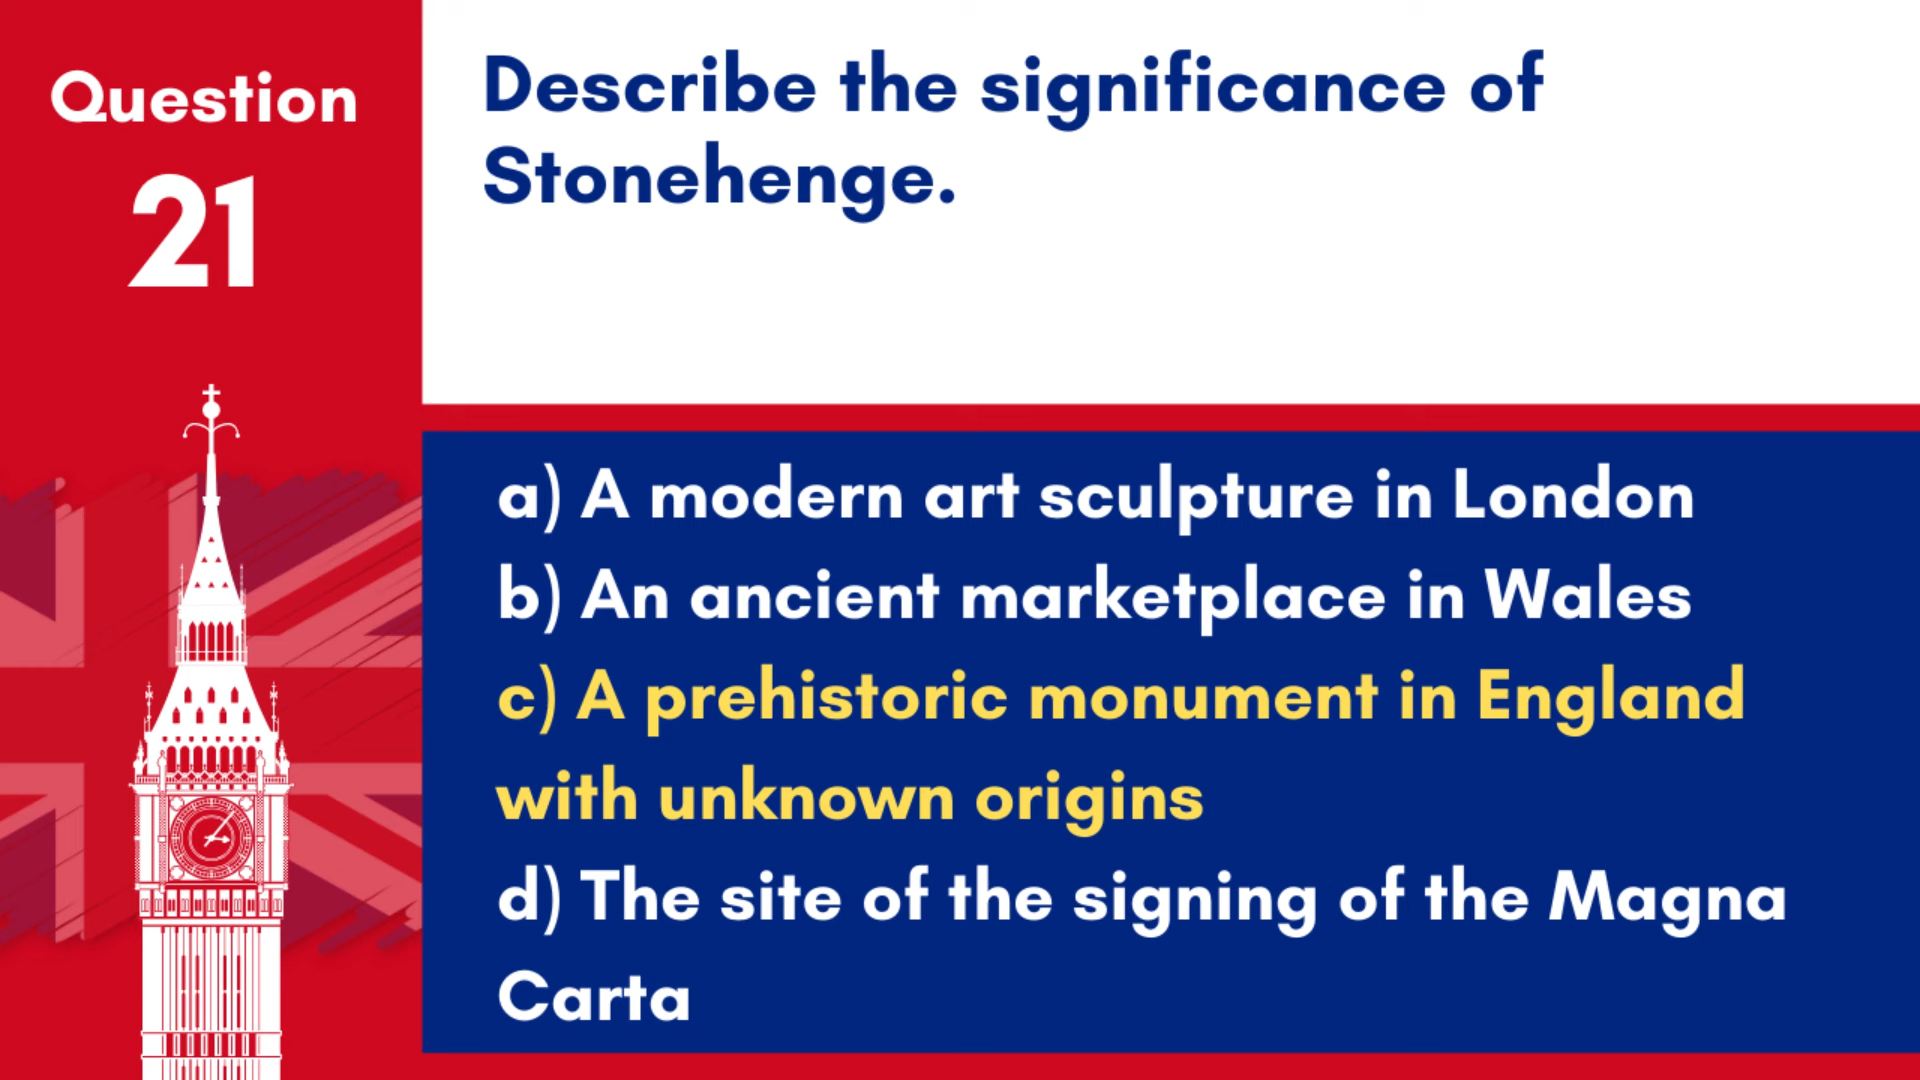 Question
21
Describe the significance of
Stonehenge.
a) A modern art sculpture in London
b) An ancient marketplace in Wales
c) A prehistoric monument in England
with unknown origins
d) The site of the signing of the Magna
Carta